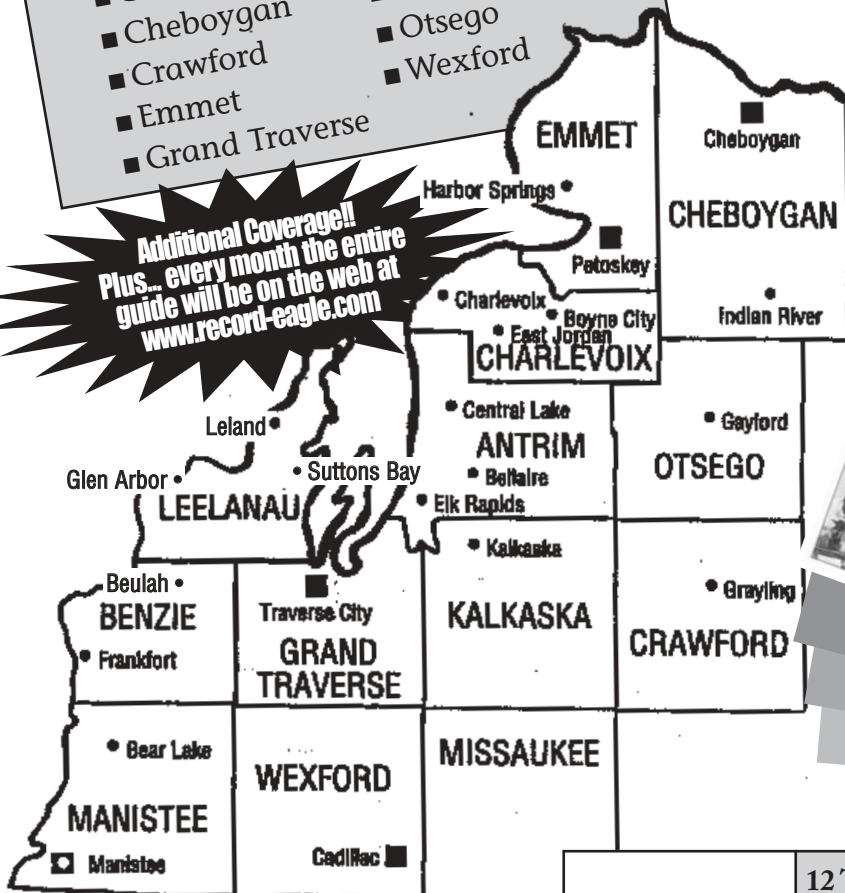 ■ Cheboygan
■ Crawford
■ Emmet
■ Grand Traverse
■ Otsego
■ Wexford
Additional Coverage!!
Plus... every month the entire
guide will be on the web at
www.record-eagle.com
EMMET
Cheboygan
Harbor Springs
CHEBOYGAN
Petoskey
Charlevoix
Boyne City
Indian River
East Jordan
CHARLEVOIX
Central Lake
Gayford
Leland
ANTRIM
OTSEGO
Glen Arbor
Suttons Bay
Bellaire
LEELANAU
Elk Rapids
Kalkaska
Beulah
Grayling
BENZIE
Traverse City
KALKASKA
CRAWFORD
Frankfort
GRAND
TRAVERSE
Bear Lake
MISSAUKEE
WEXFORD
MANISTEE
Manistee
Cadillac
12